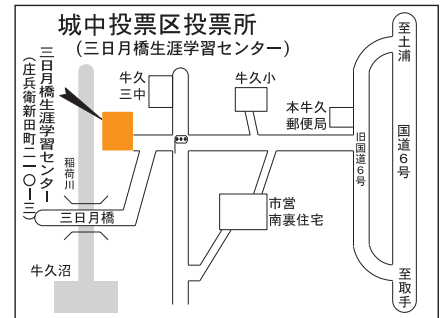 城中投票区投票所
(三日月橋生涯学習センター)
三日月橋生涯学習センター
(庄兵衛新田町二一〇-三)
牛久
三中
牛久小
本牛久
郵便局
至土浦
国道6号
旧国道6号
稲荷川
三日月橋
市営
南裏住宅
牛久沼
至取手